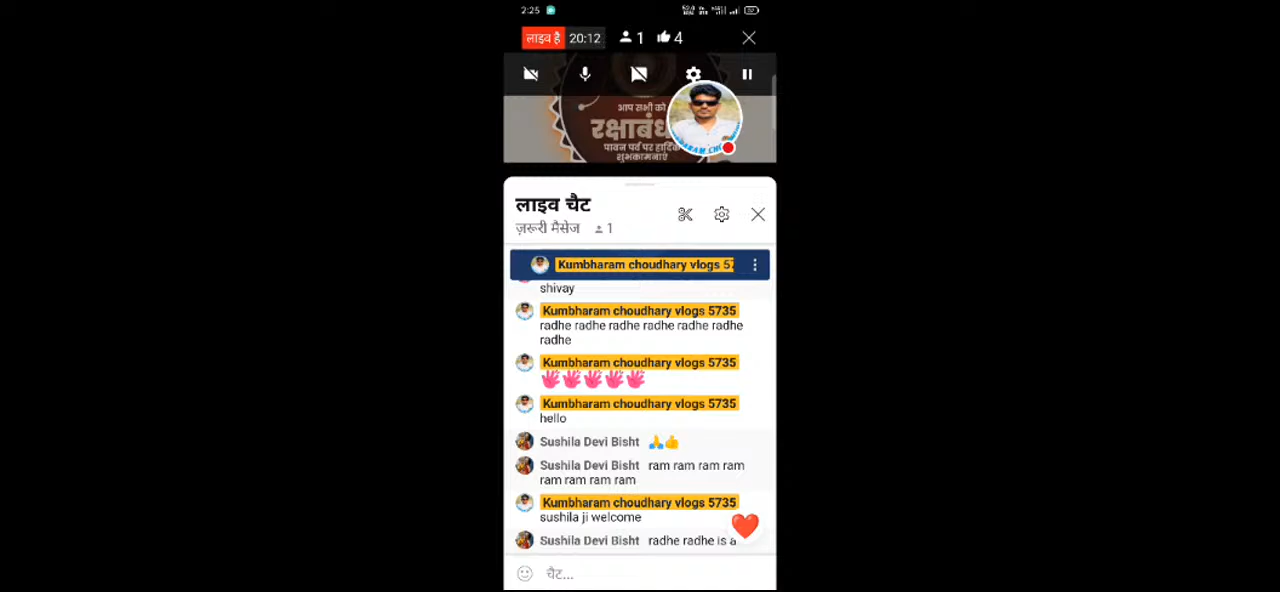 2:25
लाइव है 20:12 1 4
आप सभी को
रक्षाबंध
पावन पर्व पर हार्दिक
शुभकामनाएं
लाइव चैट
ज़रूरी मैसेज 1
Kumbharam choudhary vlogs 57
shivay
Kumbharam choudhary vlogs 5735
radhe radhe radhe radhe radhe radhe
radhe
Kumbharam choudhary vlogs 5735
👋👋👋👋👋
Kumbharam choudhary vlogs 5735
hello
Sushila Devi Bisht 🙏👍
Sushila Devi Bisht ram ram ram ram
ram ram ram ram
Kumbharam choudhary vlogs 5735
sushila ji welcome
Sushila Devi Bisht radhe radhe is a
चैट...